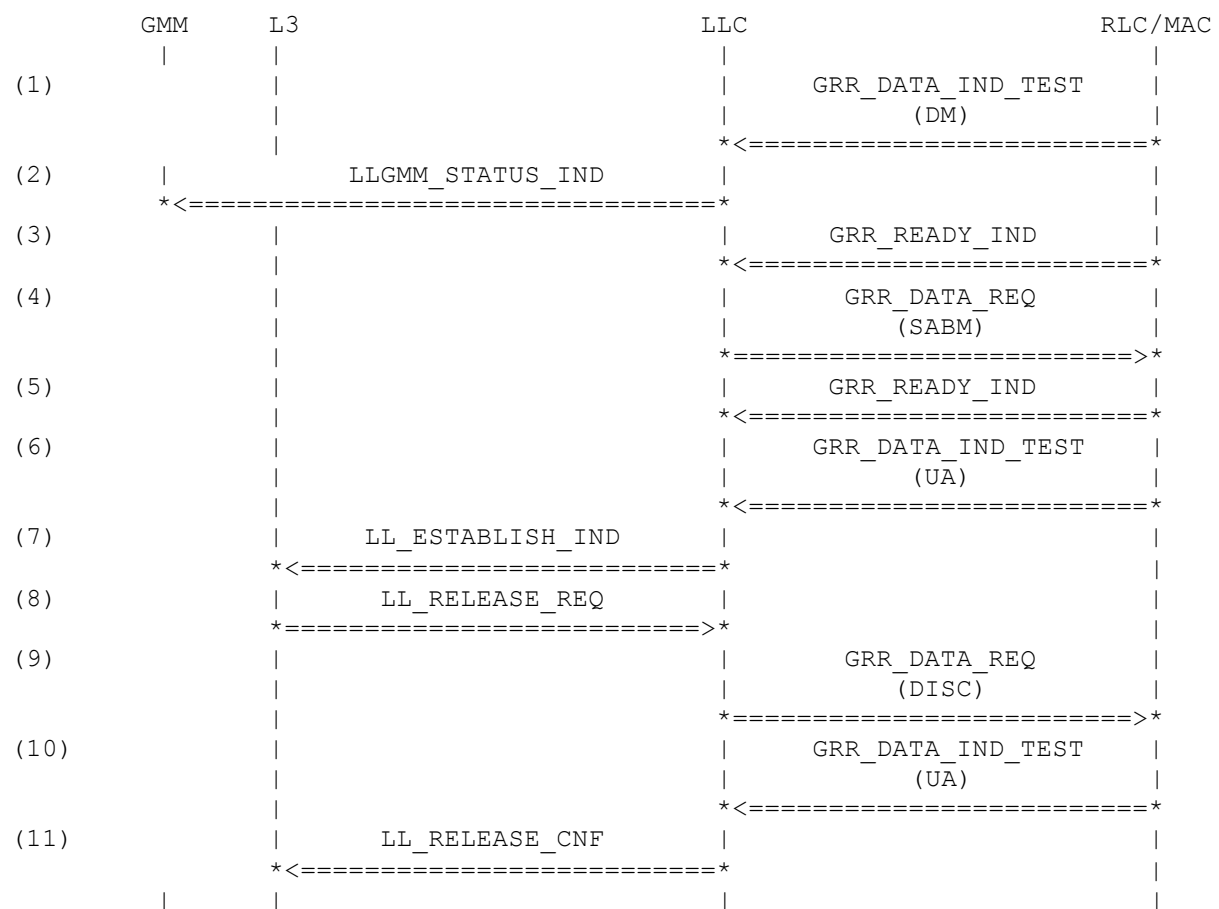 GMM L3 LLC RLC/MAC
| | | |
(1) | | GRR_DATA_IND_TEST |
| | (DM) |
| *<==========================*
(2) | LLGMM_STATUS_IND | |
*<=================================* |
(3) | | GRR_READY_IND |
| *<==========================*
(4) | | GRR_DATA_REQ |
| | (SABM) |
| *==========================>*
(5) | | GRR_READY_IND |
| *<==========================*
(6) | | GRR_DATA_IND_TEST |
| | (UA) |
| *<==========================*
(7) | LL_ESTABLISH_IND | |
*<==========================* |
(8) | LL_RELEASE_REQ | |
*==========================>* |
(9) | | GRR_DATA_REQ |
| | (DISC) |
| *==========================>*
(10) | | GRR_DATA_IND_TEST |
| | (UA) |
| *<==========================*
(11) | LL_RELEASE_CNF | |
*<==========================* |
| | | |